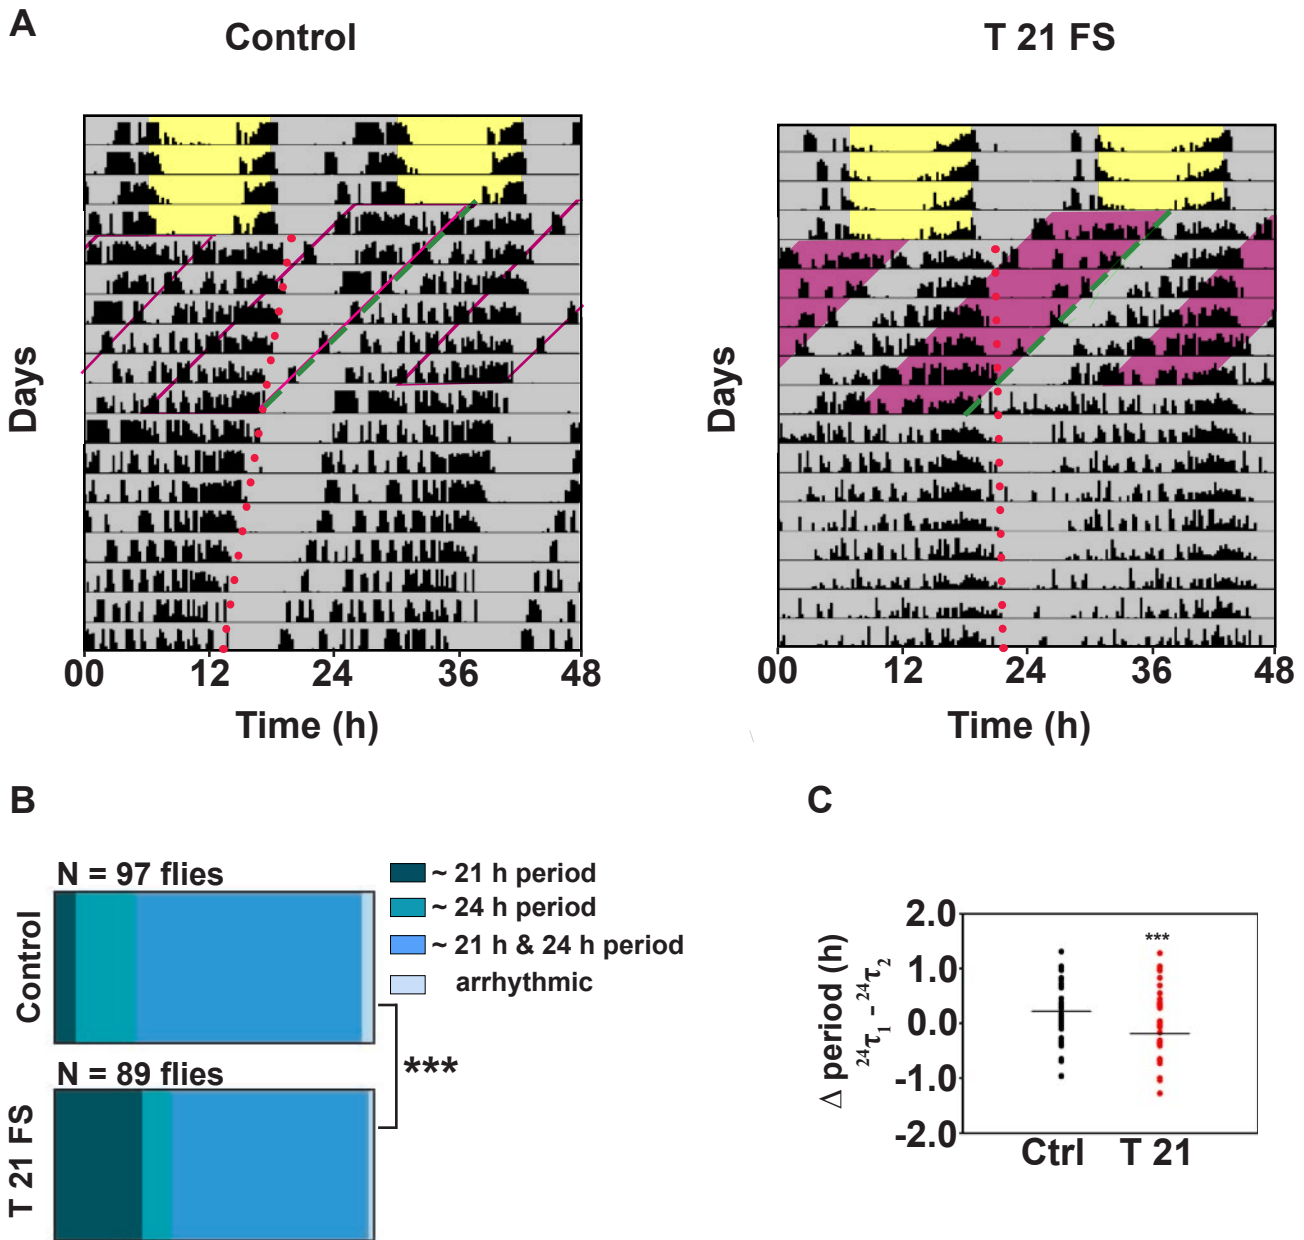 A
Control
T 21 FS
Days
00 12 24 36 48
Time (h)
Days
00 12 24 36 48
Time (h)
B
N = 97 flies
Control
N = 89 flies
T 21 FS
~ 21 h period
~ 24 h period
~ 21 h & 24 h period
arrhythmic
***
C
Δ period (h)
²⁴τ₁ - ²⁴τ₂
2.0
1.0
0.0
-1.0
-2.0
***
Ctrl T 21